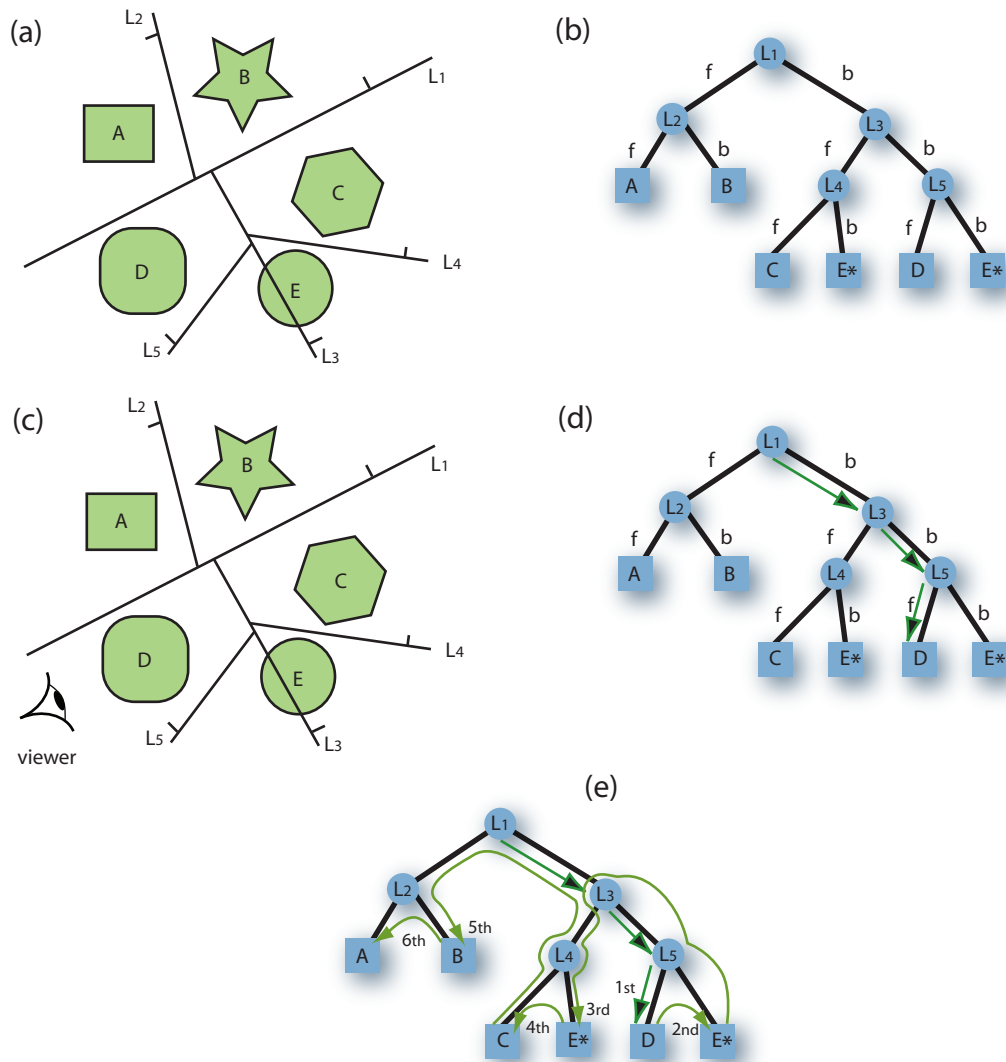 (a)
L2
B
L1
A
C
D
L4
E
L5
L3
(b)
L1
f b
L2 L3
f b f b
A B L4 L5
f b f b
C E* D E*
(c)
L2
B
L1
A
C
D
L4
E
L5
L3
viewer
(d)
L1
f b
L2 L3
f b f b
A B L4 L5
f b f b
C E* D E*
(e)
L1
L2 L3
5th
6th
A B L4 L5
1st
3rd
4th 2nd
C E* D E*